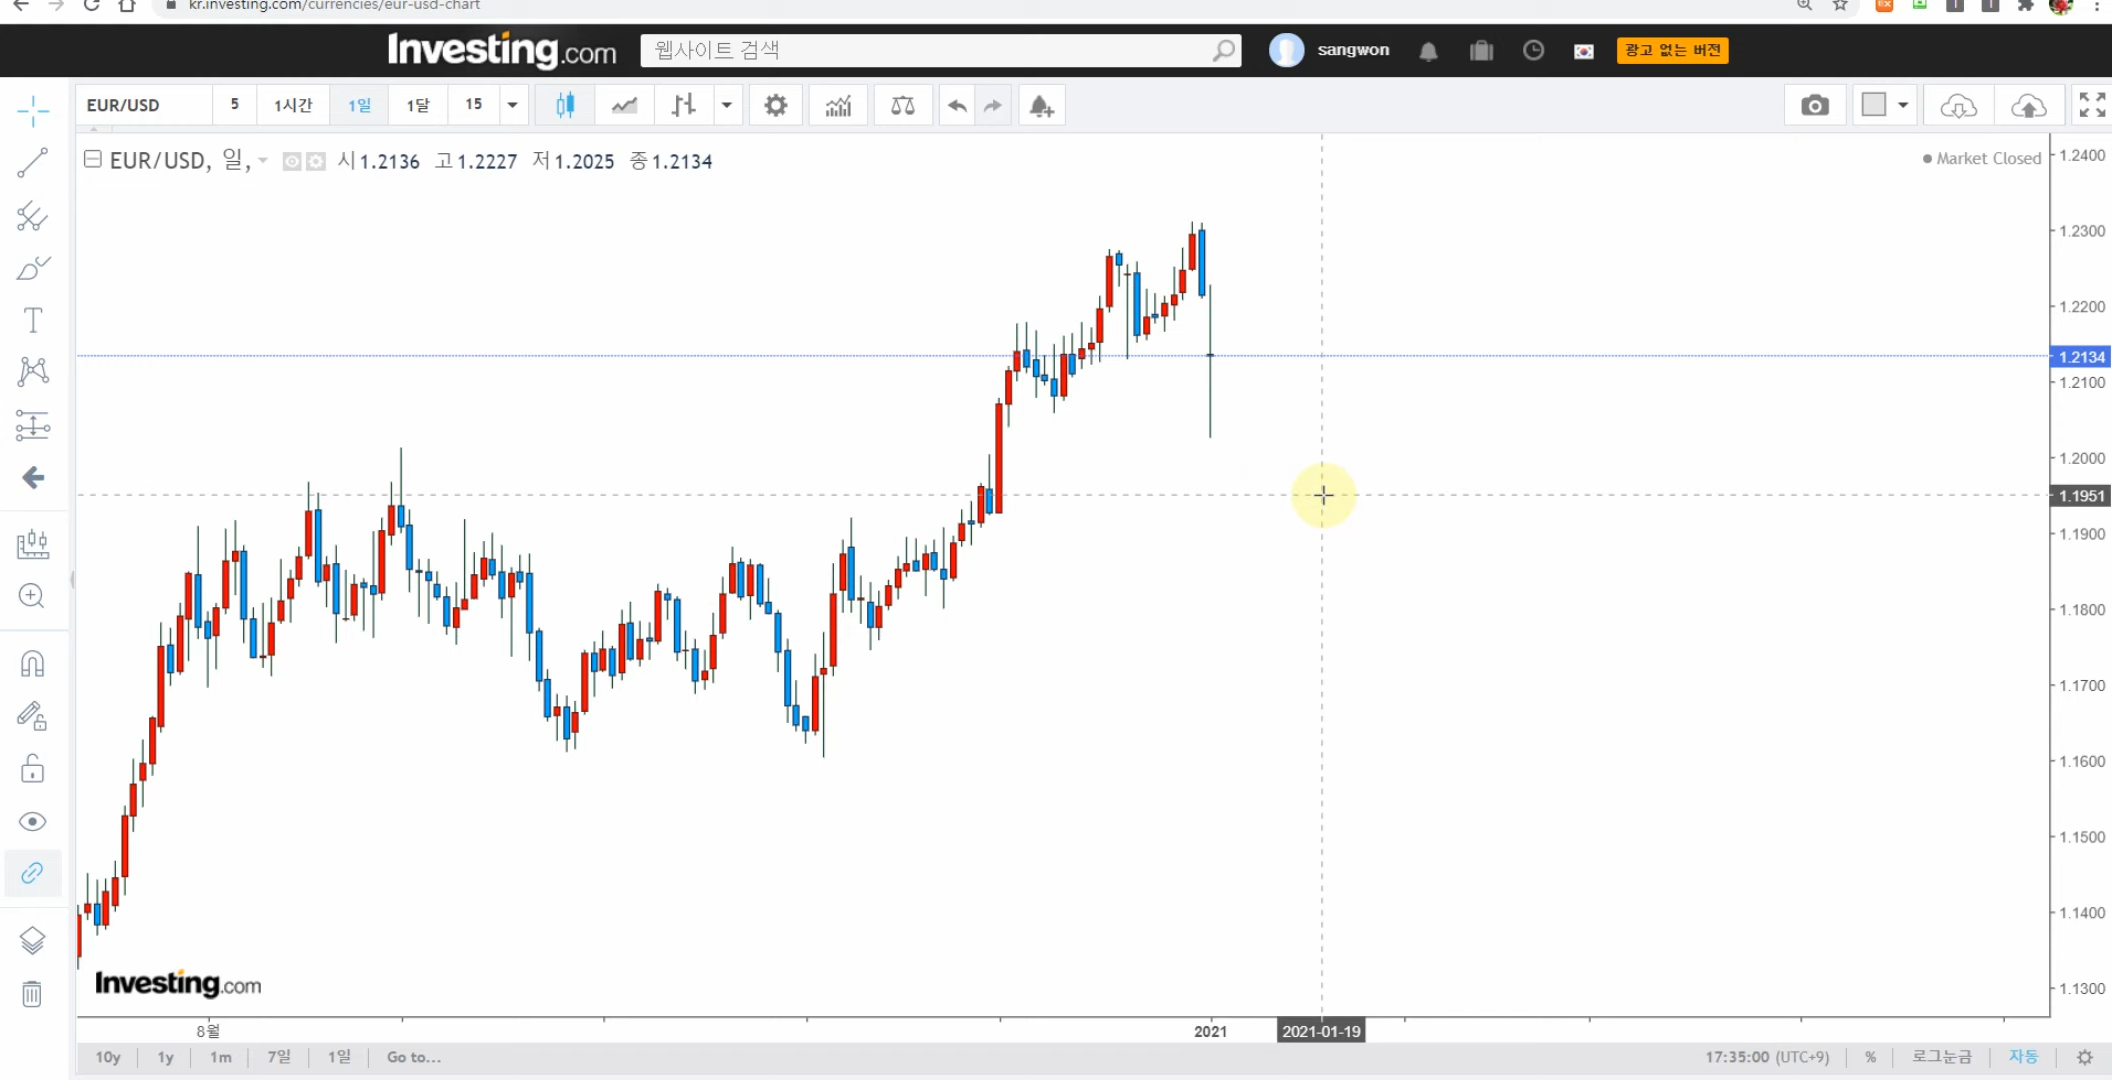 kr.investing.com/currencies/eur-usd-chart
Investing.com
웹사이트 검색
sangwon
광고 없는 버전
EUR/USD
5
1시간
1일
1달
15
EUR/USD, 일,
시1.2136 고1.2227 저1.2025 종1.2134
Market Closed
1.2400
1.2300
1.2200
1.2134
1.2100
1.2000
1.1951
1.1900
1.1800
1.1700
1.1600
1.1500
1.1400
1.1300
Investing.com
8월
2021
2021-01-19
10y
1y
1m
7일
1일
Go to...
17:35:00 (UTC+9)
%
로그눈금
자동